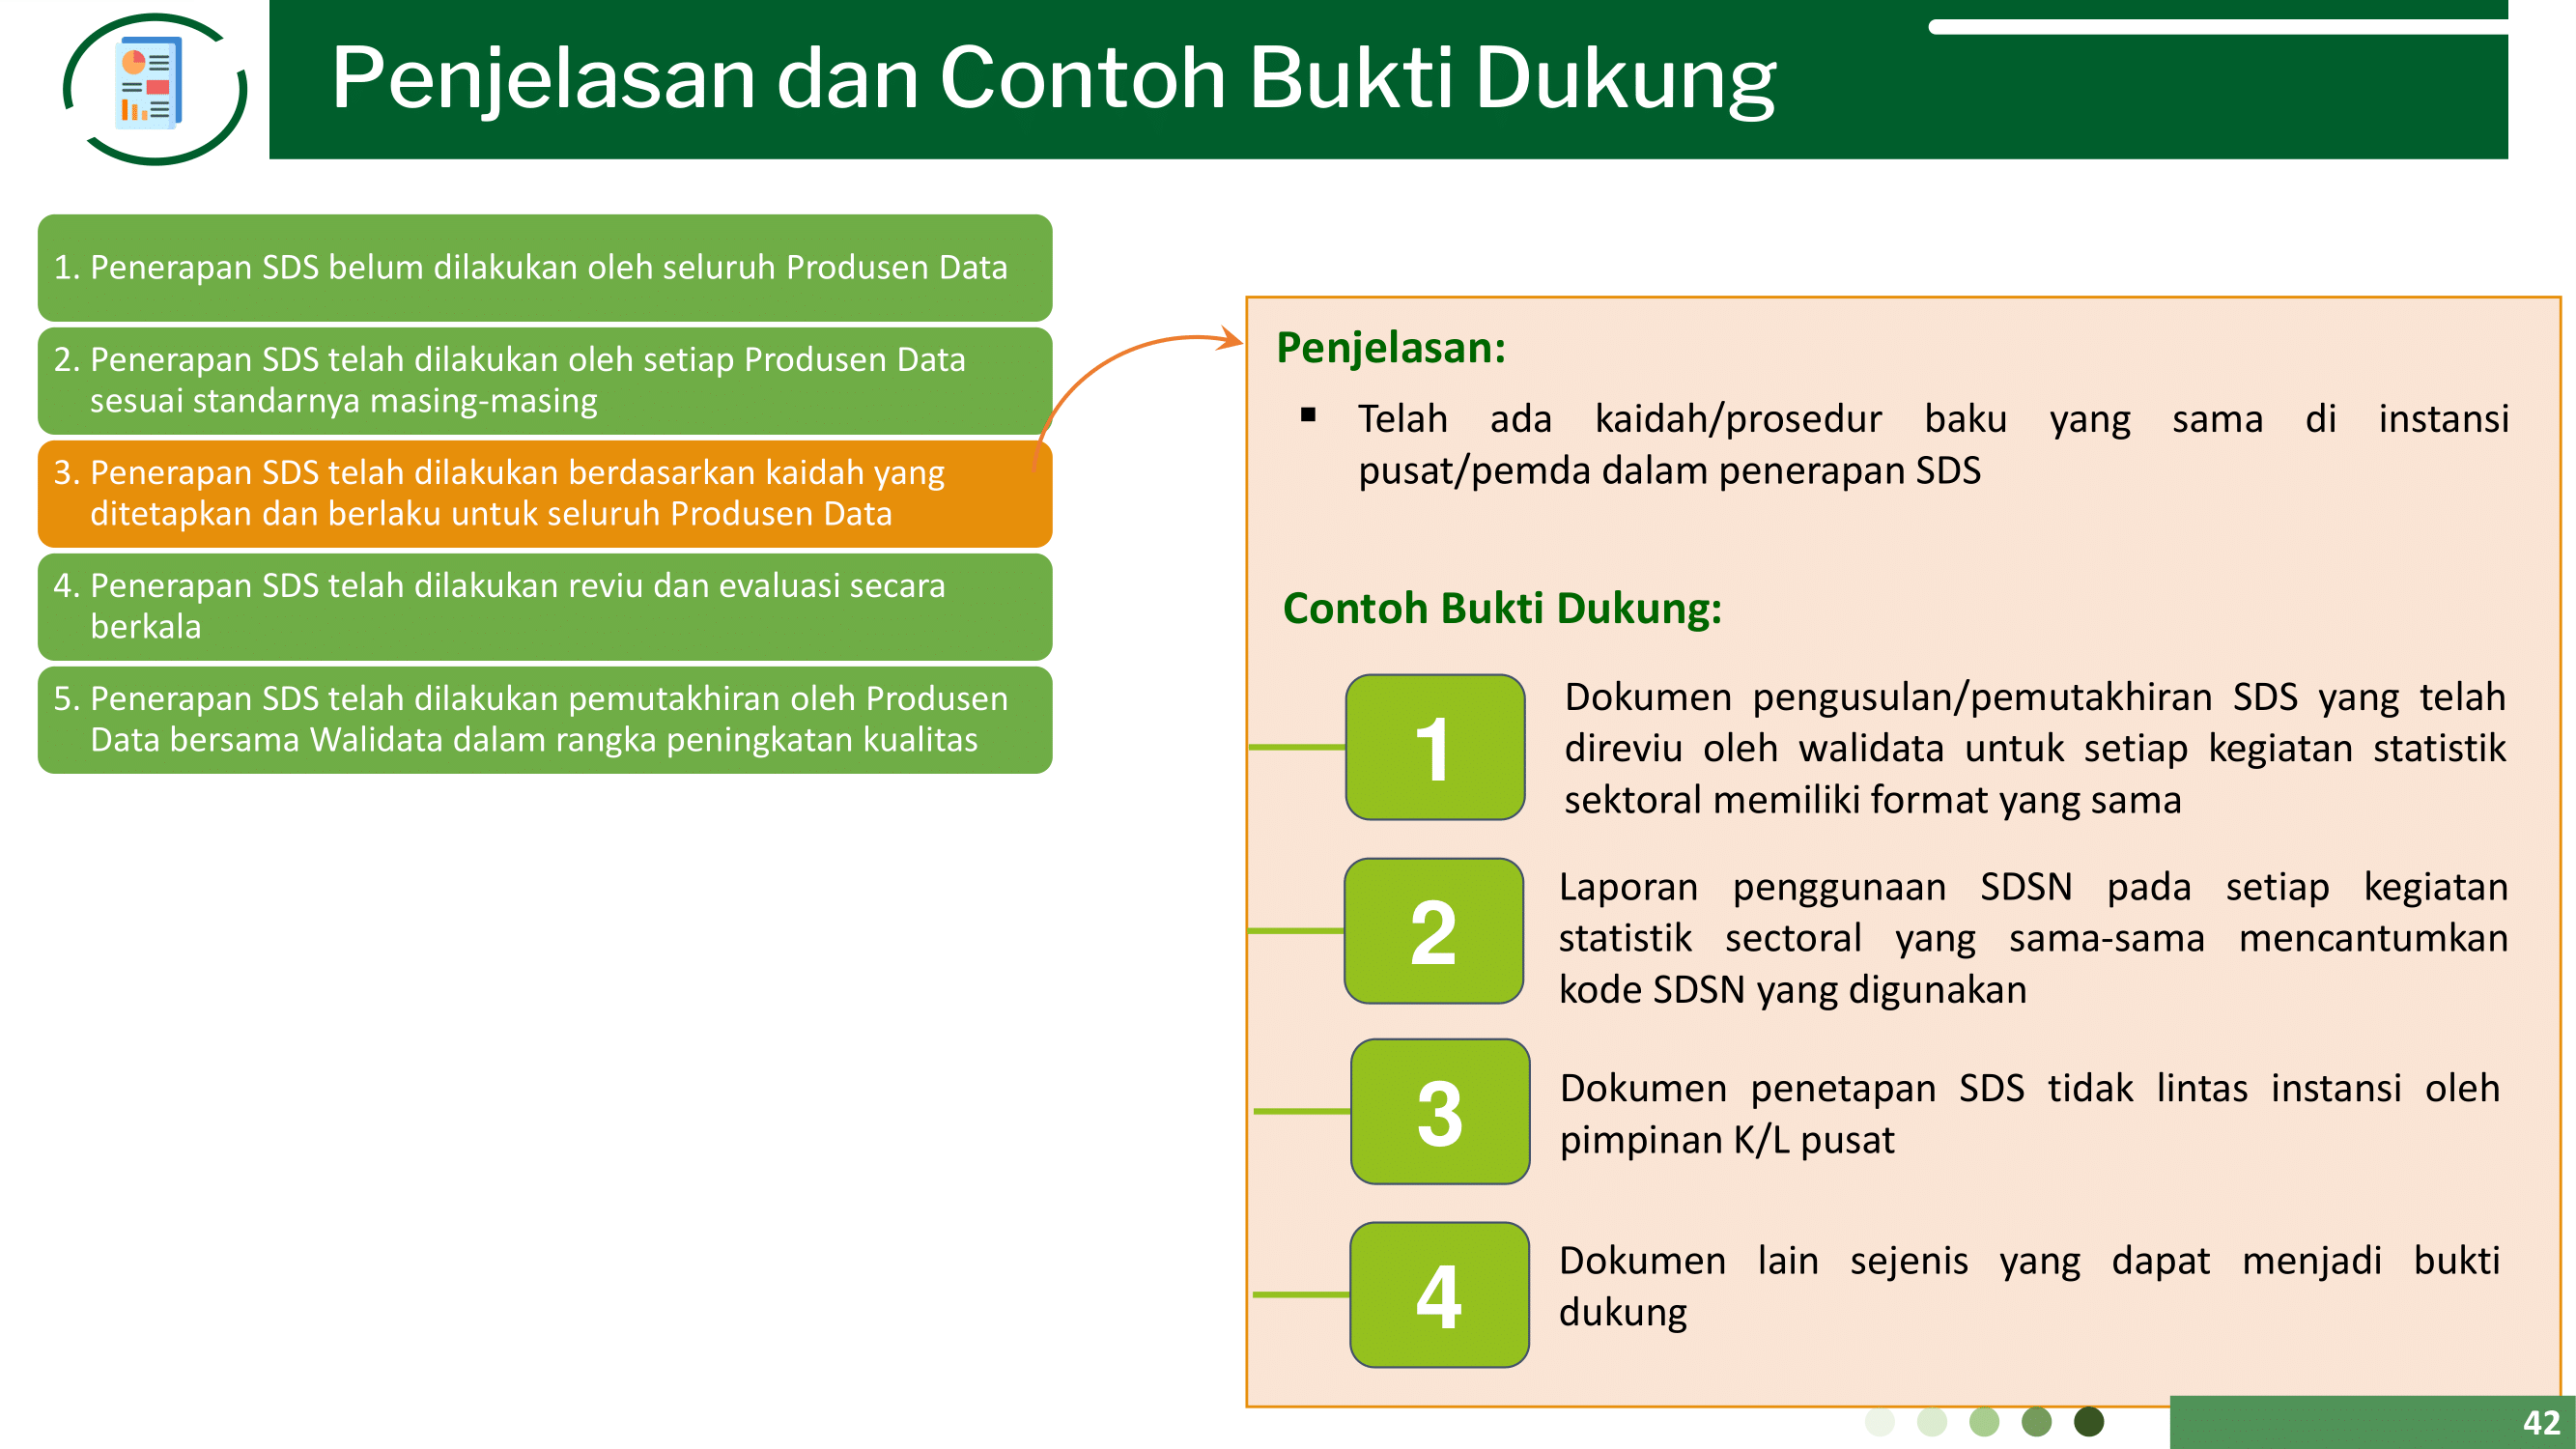 Penjelasan dan Contoh Bukti Dukung
1. Penerapan SDS belum dilakukan oleh seluruh Produsen Data
2. Penerapan SDS telah dilakukan oleh setiap Produsen Data
sesuai standarnya masing-masing
3. Penerapan SDS telah dilakukan berdasarkan kaidah yang
ditetapkan dan berlaku untuk seluruh Produsen Data
4. Penerapan SDS telah dilakukan reviu dan evaluasi secara
berkala
5. Penerapan SDS telah dilakukan pemutakhiran oleh Produsen
Data bersama Walidata dalam rangka peningkatan kualitas
Penjelasan:
▪ Telah ada kaidah/prosedur baku yang sama di instansi
pusat/pemda dalam penerapan SDS
Contoh Bukti Dukung:
1
Dokumen pengusulan/pemutakhiran SDS yang telah
direviu oleh walidata untuk setiap kegiatan statistik
sektoral memiliki format yang sama
2
Laporan penggunaan SDSN pada setiap kegiatan
statistik sectoral yang sama-sama mencantumkan
kode SDSN yang digunakan
3
Dokumen penetapan SDS tidak lintas instansi oleh
pimpinan K/L pusat
4
Dokumen lain sejenis yang dapat menjadi bukti
dukung
42